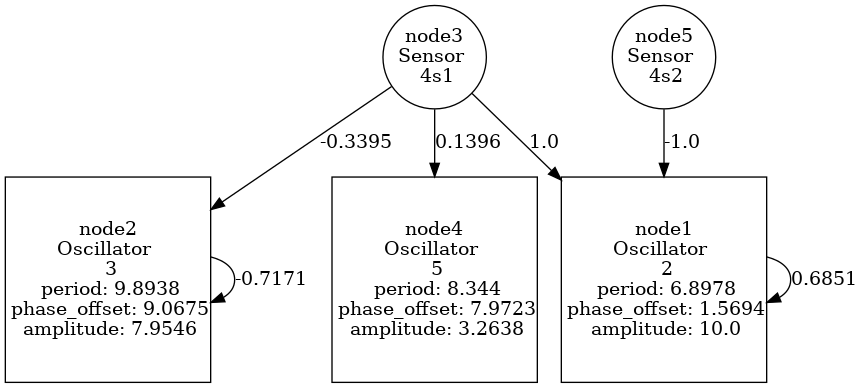 node3
Sensor
4s1
node5
Sensor
4s2
-0.3395
0.1396
1.0
-1.0
node2
Oscillator
3
period: 9.8938
phase_offset: 9.0675
amplitude: 7.9546
-0.7171
node4
Oscillator
5
period: 8.344
phase_offset: 7.9723
amplitude: 3.2638
node1
Oscillator
2
period: 6.8978
phase_offset: 1.5694
amplitude: 10.0
0.6851